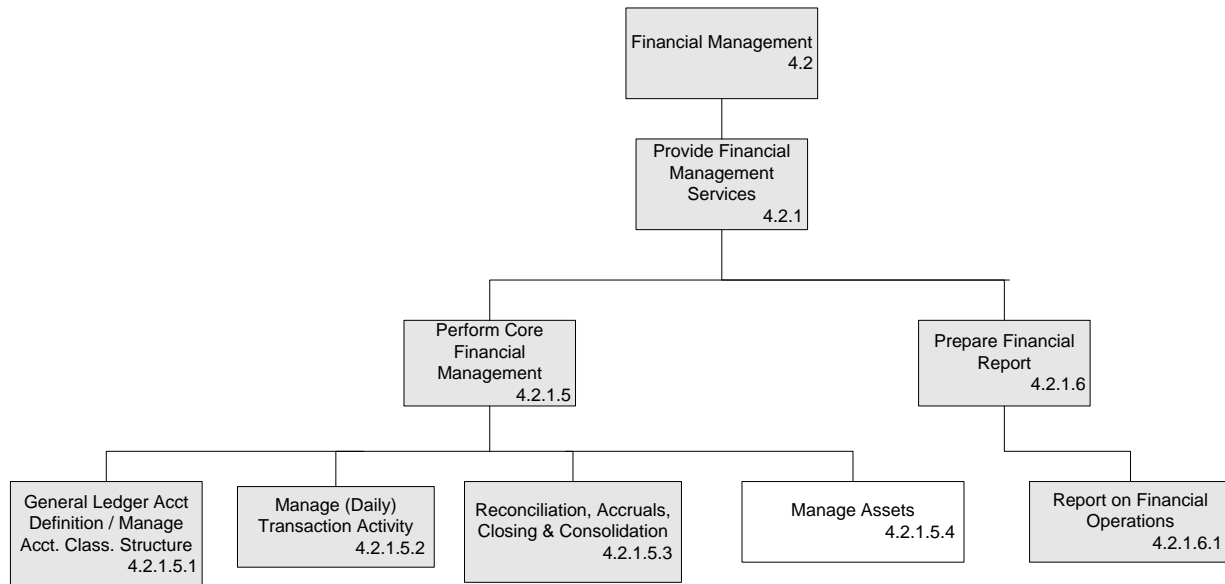 Financial Management
4.2
Provide Financial
Management
Services
4.2.1
Perform Core
Financial
Management
4.2.1.5
Prepare Financial
Report
4.2.1.6
General Ledger Acct
Definition / Manage
Acct. Class. Structure
4.2.1.5.1
Manage (Daily)
Transaction Activity
4.2.1.5.2
Reconciliation, Accruals,
Closing & Consolidation
4.2.1.5.3
Manage Assets
4.2.1.5.4
Report on Financial
Operations
4.2.1.6.1